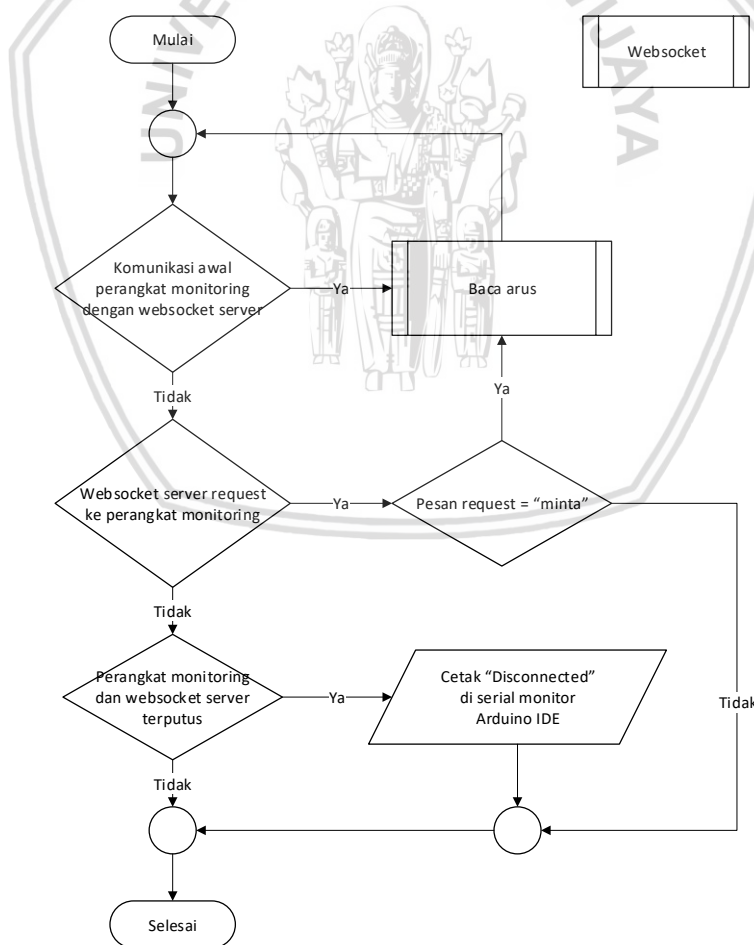 Mulai
Websocket
Komunikasi awal
perangkat monitoring
dengan websocket server
Ya
Baca arus
Tidak
Ya
Websocket server request
ke perangkat monitoring
Ya
Pesan request = “minta”
Tidak
Perangkat monitoring
dan websocket server
terputus
Ya
Cetak “Disconnected”
di serial monitor
Arduino IDE
Tidak
Tidak
Selesai